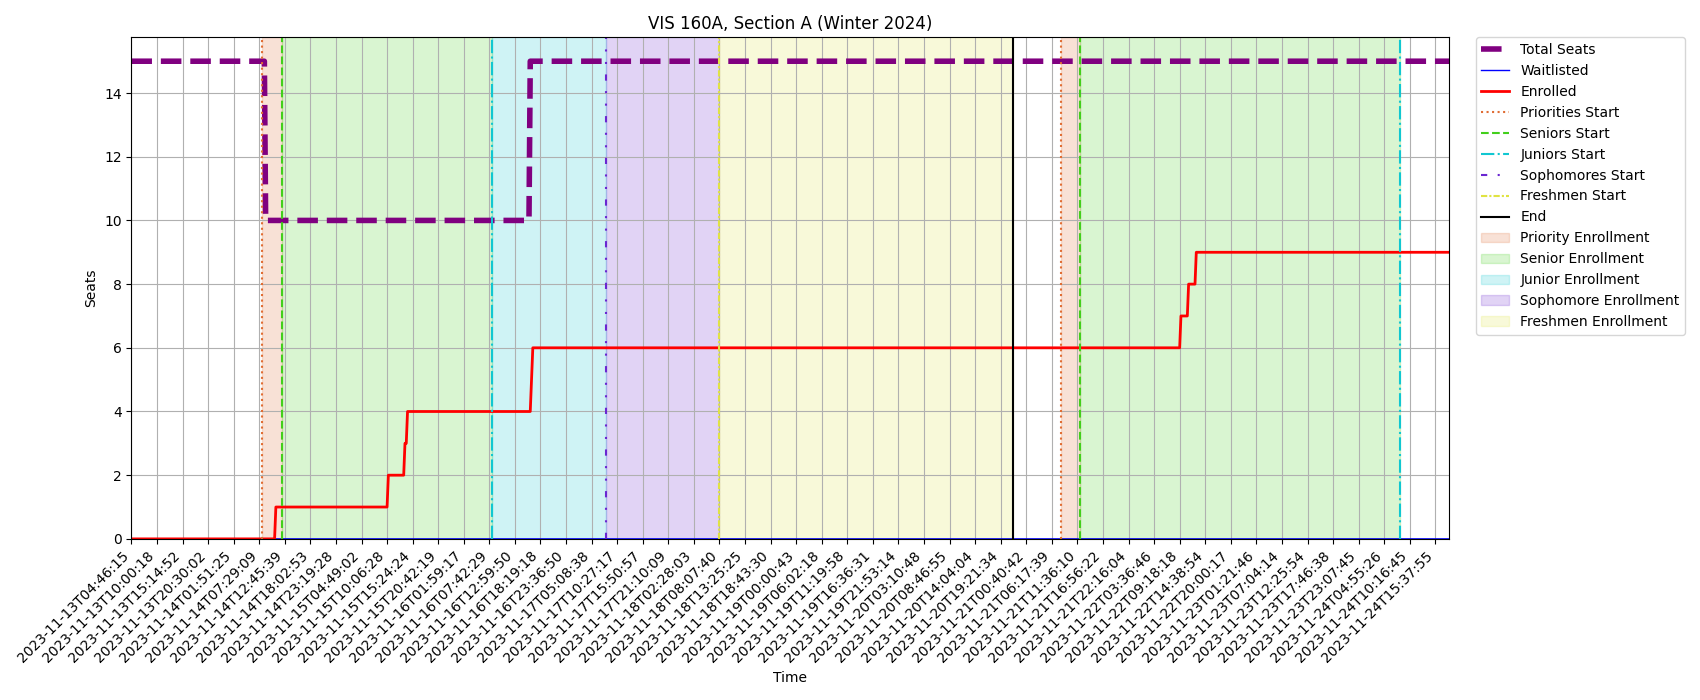 VIS 160A, Section A (Winter 2024)
Total Seats
Waitlisted
Enrolled
Priorities Start
Seniors Start
Juniors Start
Sophomores Start
Freshmen Start
End
Priority Enrollment
Senior Enrollment
Junior Enrollment
Sophomore Enrollment
Freshmen Enrollment
Seats
14
12
10
8
6
4
2
0
2023-11-13T04:46:15
2023-11-13T10:00:18
2023-11-13T15:14:52
2023-11-13T20:30:02
2023-11-14T01:51:25
2023-11-14T07:29:09
2023-11-14T12:45:39
2023-11-14T18:02:53
2023-11-14T23:19:28
2023-11-15T04:49:02
2023-11-15T10:06:28
2023-11-15T15:24:24
2023-11-15T20:42:19
2023-11-16T01:59:17
2023-11-16T07:42:29
2023-11-16T12:59:50
2023-11-16T18:19:18
2023-11-16T23:36:50
2023-11-17T05:08:38
2023-11-17T10:27:17
2023-11-17T15:50:57
2023-11-17T21:10:09
2023-11-18T02:28:03
2023-11-18T08:07:40
2023-11-18T13:25:25
2023-11-18T18:43:30
2023-11-19T00:00:43
2023-11-19T06:02:18
2023-11-19T11:19:58
2023-11-19T16:36:31
2023-11-19T21:53:14
2023-11-20T03:10:48
2023-11-20T08:46:55
2023-11-20T14:04:04
2023-11-20T19:21:34
2023-11-21T00:40:42
2023-11-21T06:17:39
2023-11-21T11:36:10
2023-11-21T16:56:22
2023-11-21T22:16:04
2023-11-22T03:36:46
2023-11-22T09:18:18
2023-11-22T14:38:54
2023-11-22T20:00:17
2023-11-23T01:21:46
2023-11-23T07:04:14
2023-11-23T12:25:54
2023-11-23T17:46:38
2023-11-23T23:07:45
2023-11-24T04:55:26
2023-11-24T10:16:45
2023-11-24T15:37:55
Time